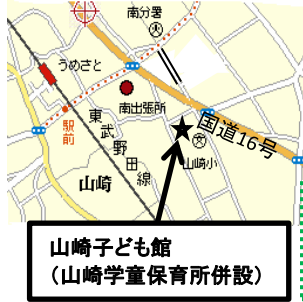 南分署
うめさと
南出張所
国道16号
駅前
東武野田線
山崎小
山崎
山崎子ども館
(山崎学童保育所併設)